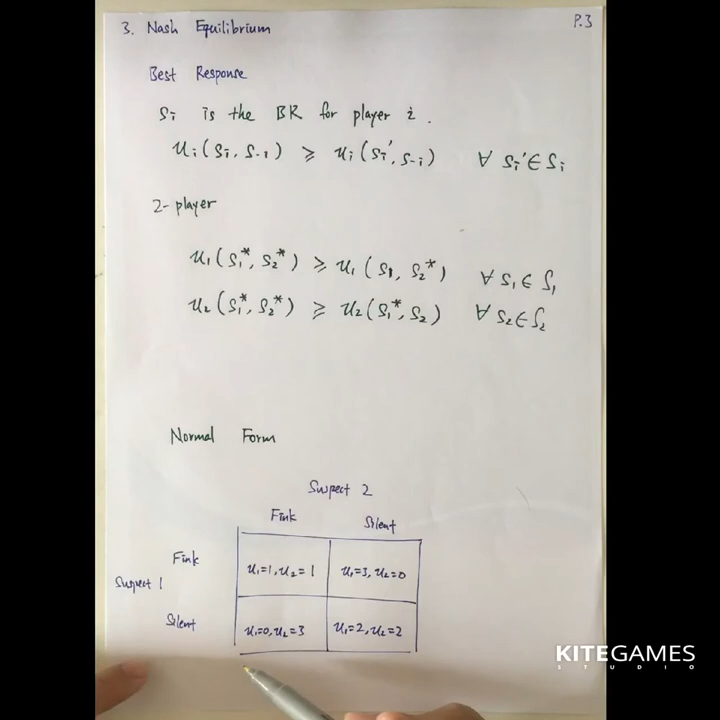 P.3
3. Nash Equilibrium
Best Response
Si is the BR for player i.
ui(si, s-i) ≥ ui(si', s-i) ∀ si' ∈ Si
2-player
u1(s1*, s2*) ≥ u1(s1, s2*) ∀ s1 ∈ S1
u2(s1*, s2*) ≥ u2(s1*, s2) ∀ s2 ∈ S2
Normal Form
Suspect 2
Fink Silent
Fink u1=1, u2=1 u1=3, u2=0
Suspect 1
Silent u1=0, u2=3 u1=2, u2=2
KITEGAMES
STUDIO